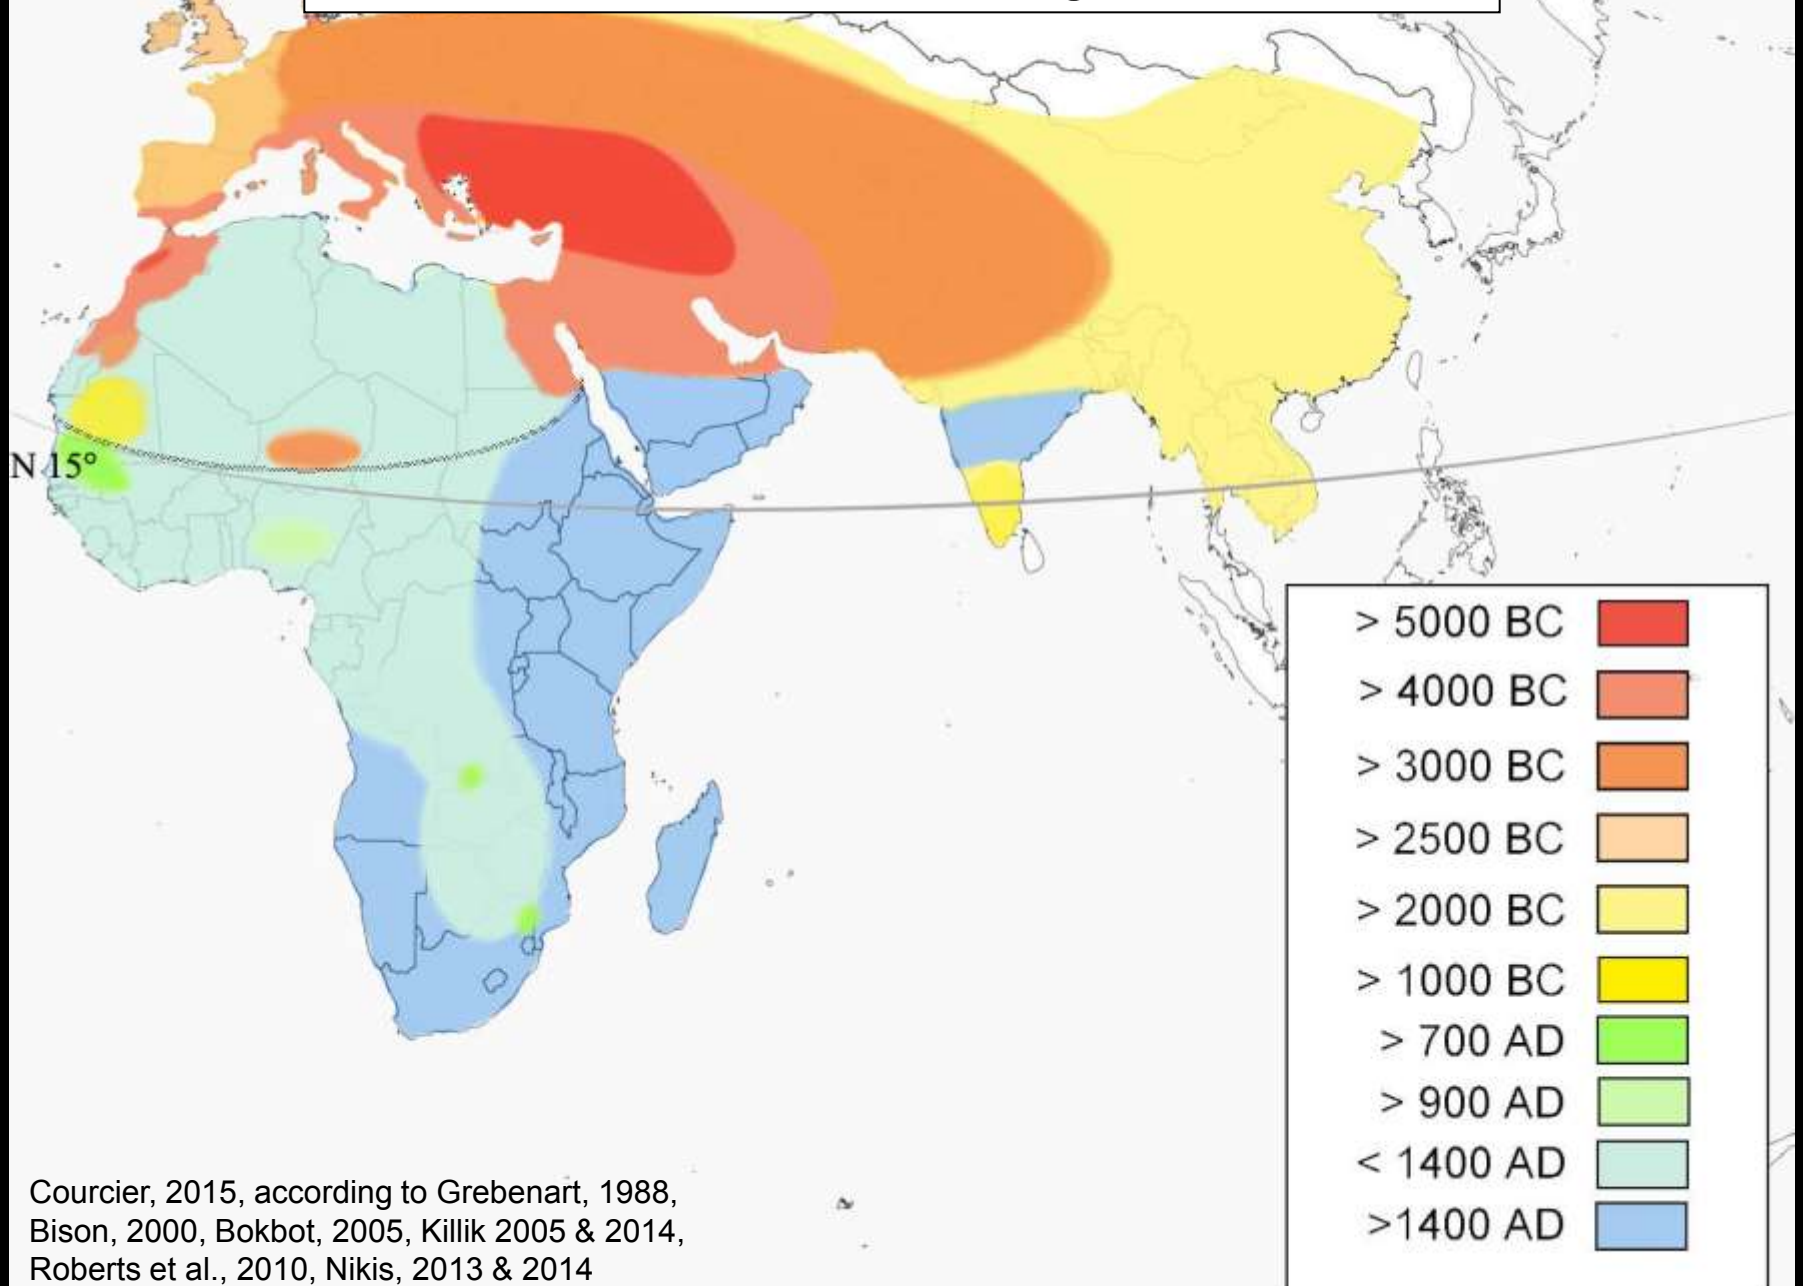 N 15°
> 5000 BC
> 4000 BC
> 3000 BC
> 2500 BC
> 2000 BC
> 1000 BC
> 700 AD
> 900 AD
< 1400 AD
>1400 AD
Courcier, 2015, according to Grebenart, 1988,
Bison, 2000, Bokbot, 2005, Killik 2005 & 2014,
Roberts et al., 2010, Nikis, 2013 & 2014